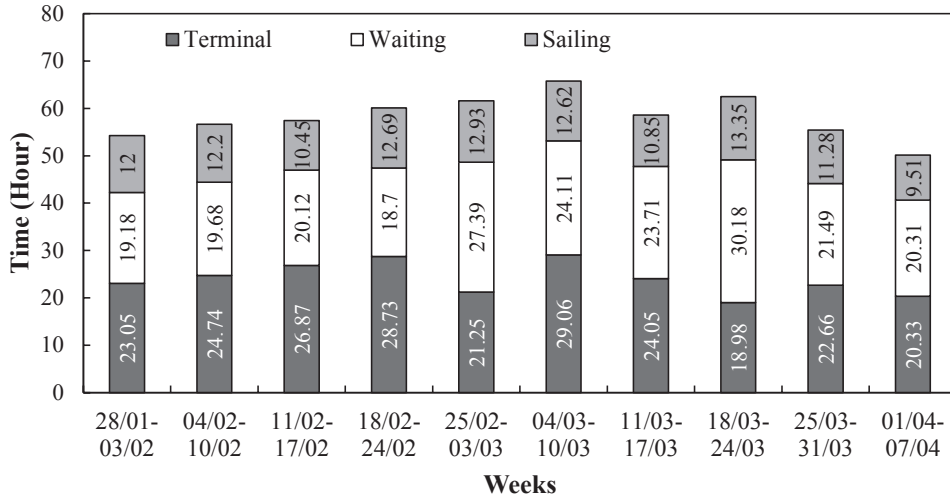 80
70
60
50
40
30
20
10
0
Time (Hour)
Terminal Waiting Sailing
12 12.2 10.45 12.69 12.93 12.62 10.85 13.35 11.28 9.51
19.18 19.68 20.12 18.7 27.39 24.11 23.71 30.18 21.49 20.31
23.05 24.74 26.87 28.73 21.25 29.06 24.05 18.98 22.66 20.33
28/01- 04/02- 11/02- 18/02- 25/02- 04/03- 11/03- 18/03- 25/03- 01/04-
03/02 10/02 17/02 24/02 03/03 10/03 17/03 24/03 31/03 07/04
Weeks